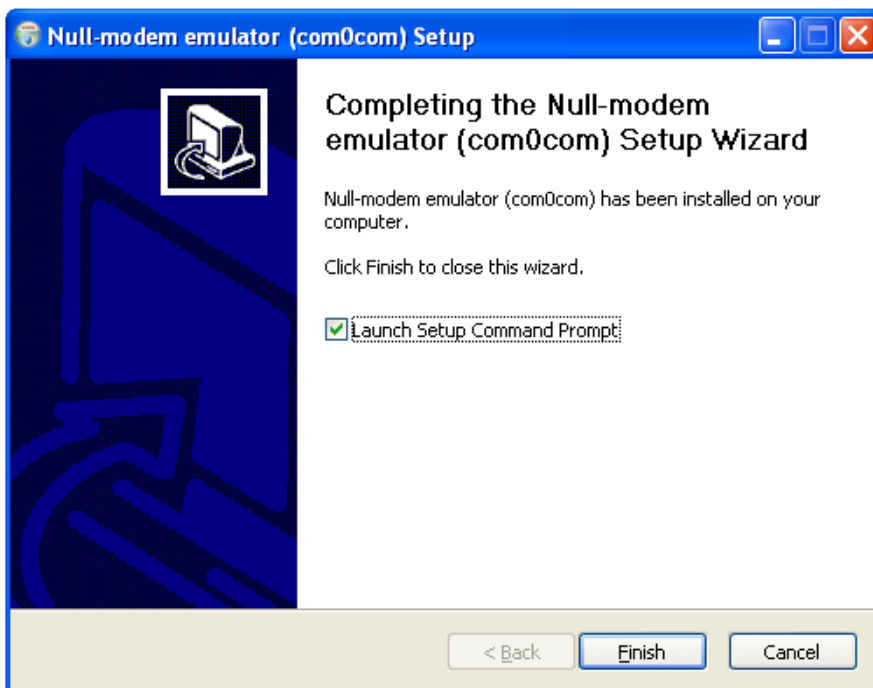 Null-modem emulator (com0com) Setup
Completing the Null-modem
emulator (com0com) Setup Wizard
Null-modem emulator (com0com) has been installed on your
computer.
Click Finish to close this wizard.
Launch Setup Command Prompt
< Back
Finish
Cancel